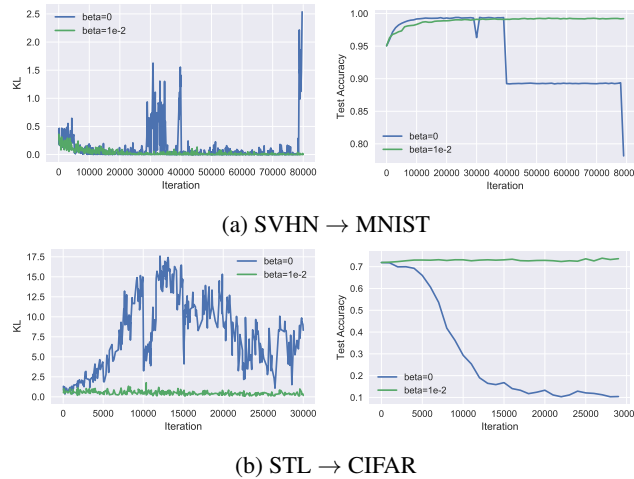 2.5
2.0
1.5
1.0
0.5
0.0
KL
beta=0
beta=1e-2
0 10000 20000 30000 40000 50000 60000 70000 80000
Iteration
1.00
0.95
0.90
0.85
0.80
Test Accuracy
beta=0
beta=1e-2
0 10000 20000 30000 40000 50000 60000 70000 80000
Iteration
(a) SVHN → MNIST
17.5
15.0
12.5
10.0
7.5
5.0
2.5
0.0
KL
beta=0
beta=1e-2
0 5000 10000 15000 20000 25000 30000
Iteration
0.7
0.6
0.5
0.4
0.3
0.2
0.1
Test Accuracy
beta=0
beta=1e-2
0 5000 10000 15000 20000 25000 3000
Iteration
(b) STL → CIFAR